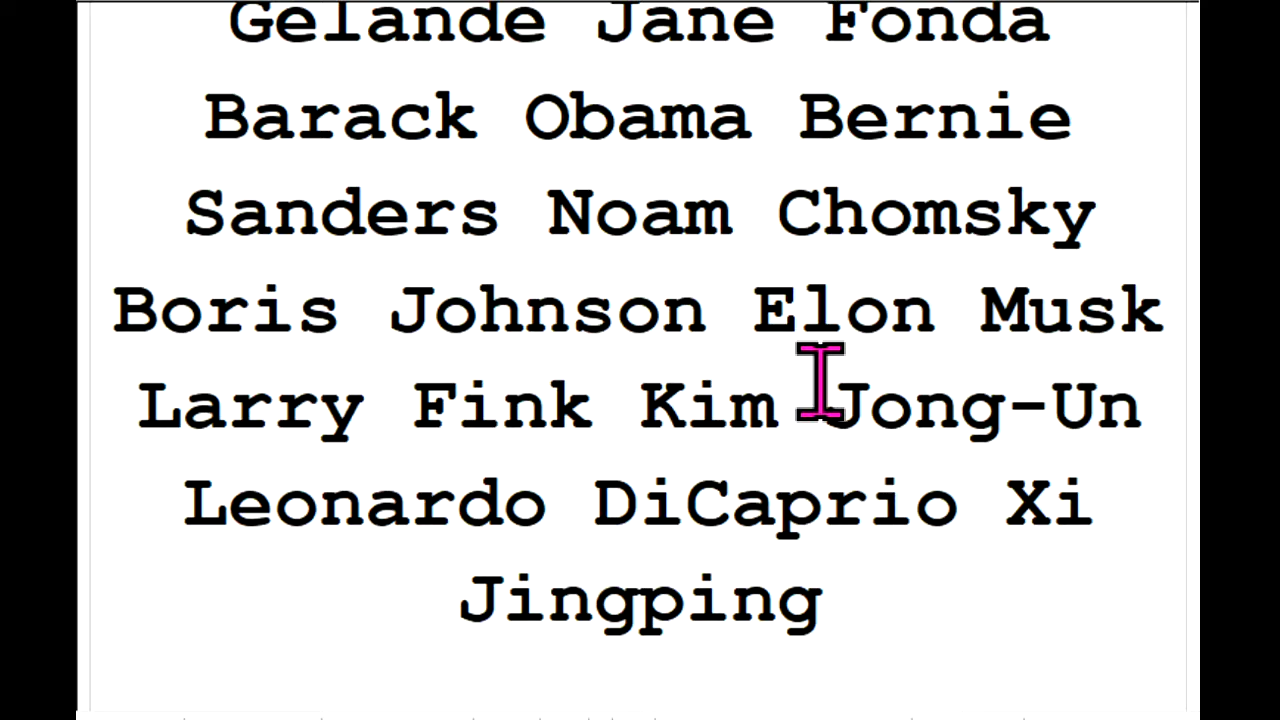 Gelande Jane Fonda
Barack Obama Bernie
Sanders Noam Chomsky
Boris Johnson Elon Musk
Larry Fink Kim Jong-Un
Leonardo DiCaprio Xi
Jingping